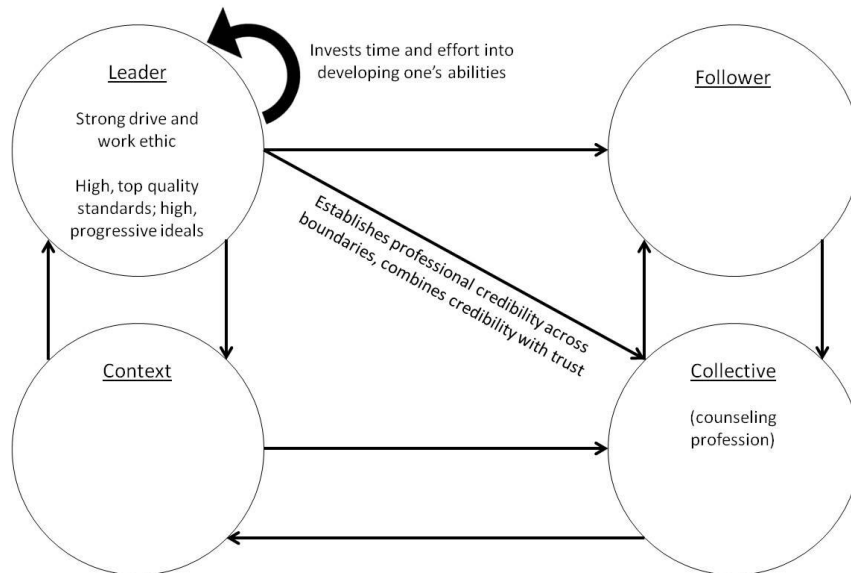 Leader
Strong drive and
work ethic
High, top quality
standards; high,
progressive ideals
Invests time and effort into
developing one's abilities
Follower
Establishes professional credibility across
boundaries, combines credibility with trust
Context
Collective
(counseling
profession)